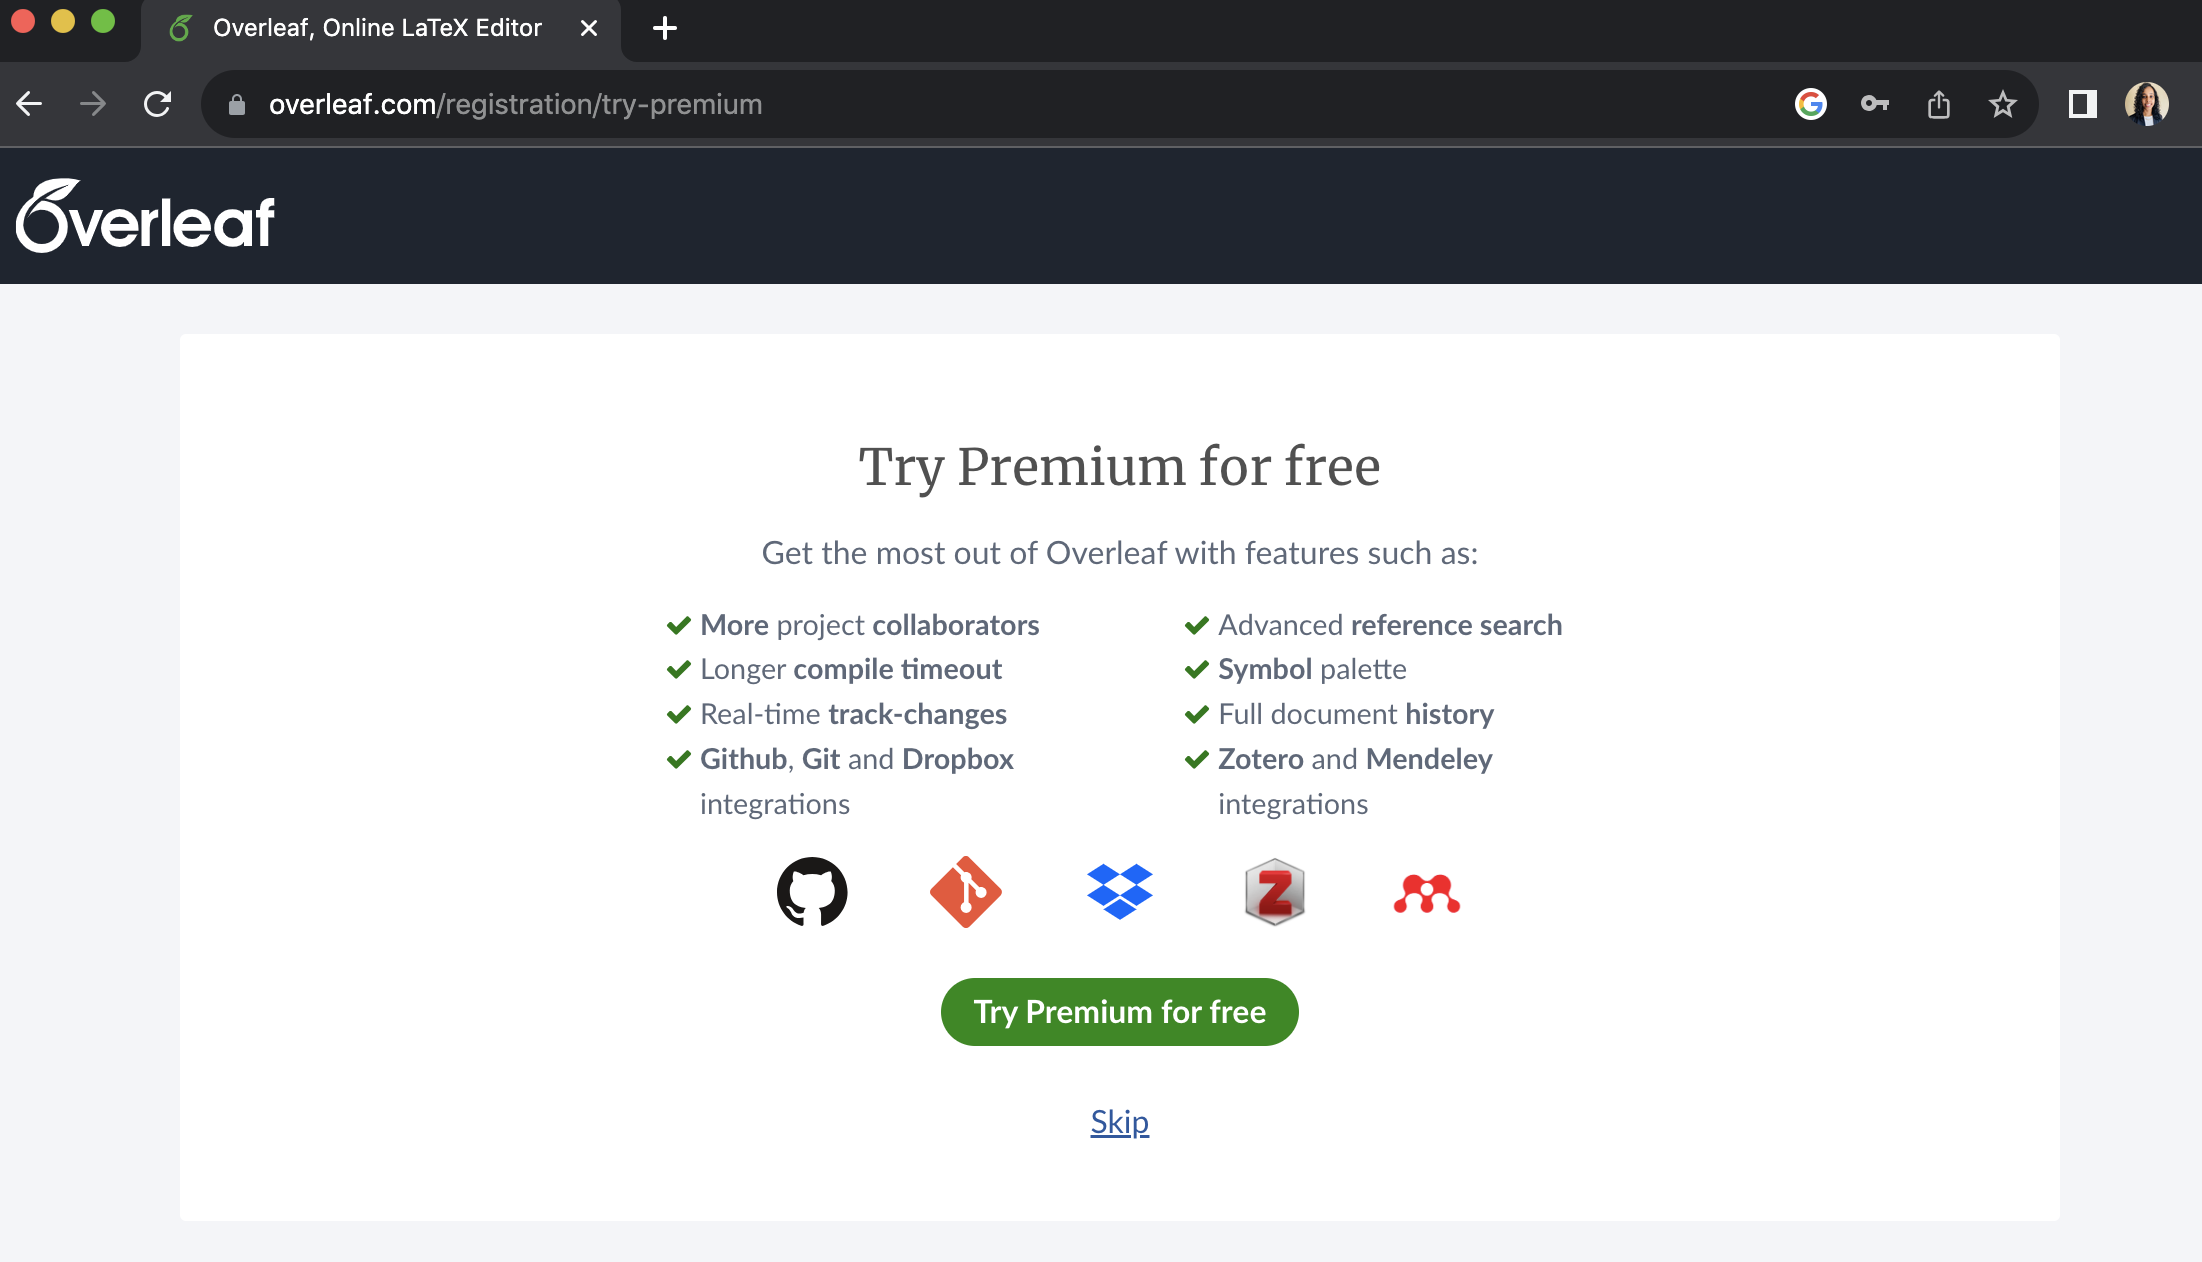 Overleaf, Online LaTeX Editor
overleaf.com/registration/try-premium
Overleaf
Try Premium for free
Get the most out of Overleaf with features such as:
More project collaborators
Longer compile timeout
Real-time track-changes
Github, Git and Dropbox
integrations
Advanced reference search
Symbol palette
Full document history
Zotero and Mendeley
integrations
Try Premium for free
Skip